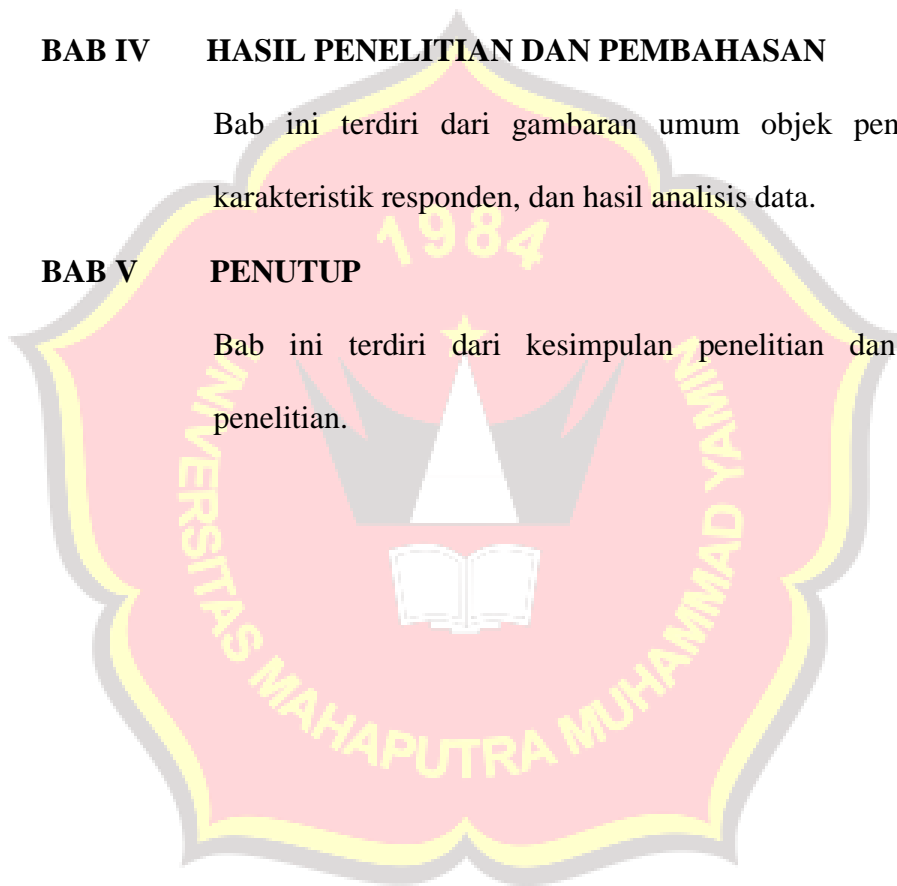 BAB IV HASIL PENELITIAN DAN PEMBAHASAN
Bab ini terdiri dari gambaran umum objek pen
karakteristik responden, dan hasil analisis data.
1984
BAB V PENUTUP
Bab ini terdiri dari kesimpulan penelitian dan
penelitian.
UNIVERSITAS MAHAPUTRA MUHAMMAD YAMIN